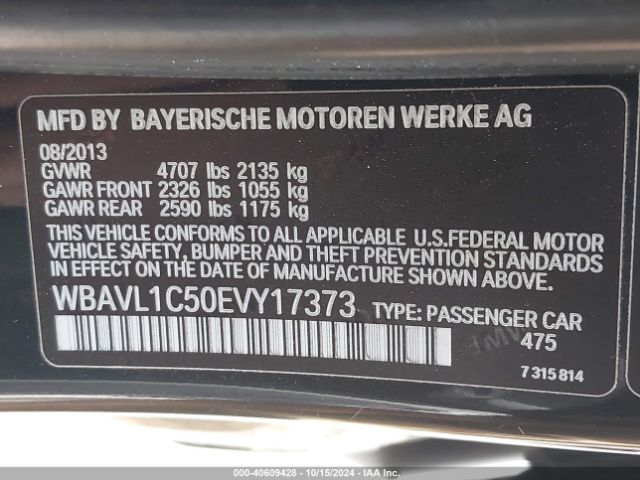 MFD BY BAYERISCHE MOTOREN WERKE AG
08/2013
GVWR 4707 lbs 2135 kg
GAWR FRONT 2326 lbs 1055 kg
GAWR REAR 2590 lbs 1175 kg
THIS VEHICLE CONFORMS TO ALL APPLICABLE U.S.FEDERAL MOTOR
VEHICLE SAFETY, BUMPER AND THEFT PREVENTION STANDARDS
IN EFFECT ON THE DATE OF MANUFACTURE SHOWN ABOVE.
WBAVL1C50EVY17373 TYPE: PASSENGER CAR
475
7 315 814
000-40609428 - 10/15/2024 - IAA Inc.